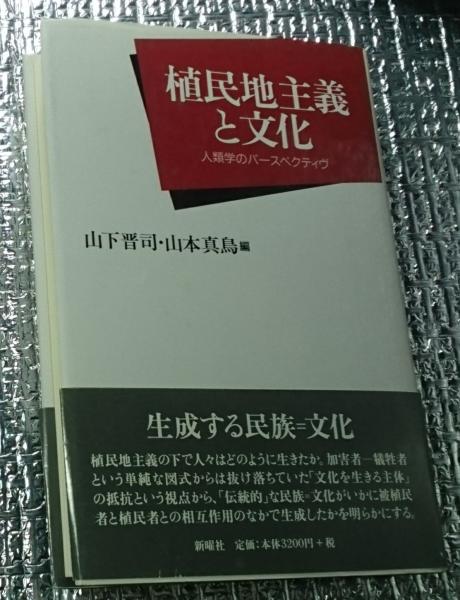 植民地主義
と文化
人類学のパースペクティヴ
山下晋司・山本真鳥 編
生成する民族=文化
植民地主義の下で人々はどのように生きたか。加害者―犠牲者
という単純な図式からは抜け落ちていた「文化を生きる主体」
の抵抗という視点から、「伝統的」な民族=文化がいかに被植民
者と植民者との相互作用のなかで生成したかを明らかにする。
新曜社 定価:本体3200円+税